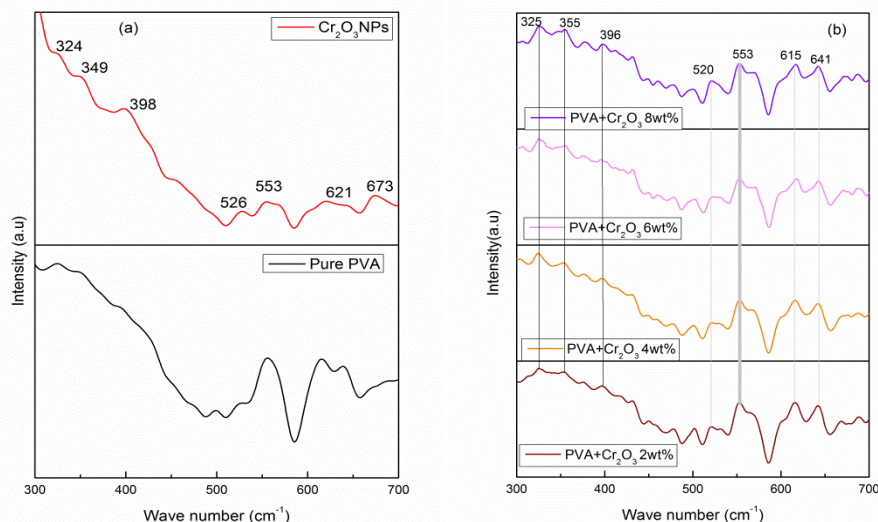 (a)
Cr₂O₃NPs
324
349
398
526
553
621
673
Pure PVA
Intensity (a.u)
300
400
500
600
700
Wave number (cm⁻¹)
(b)
325
355
396
520
553
615
641
PVA+Cr₂O₃ 8wt%
PVA+Cr₂O₃ 6wt%
PVA+Cr₂O₃ 4wt%
PVA+Cr₂O₃ 2wt%
Intensity(a.u)
300
400
500
600
700
Wave number (cm⁻¹)